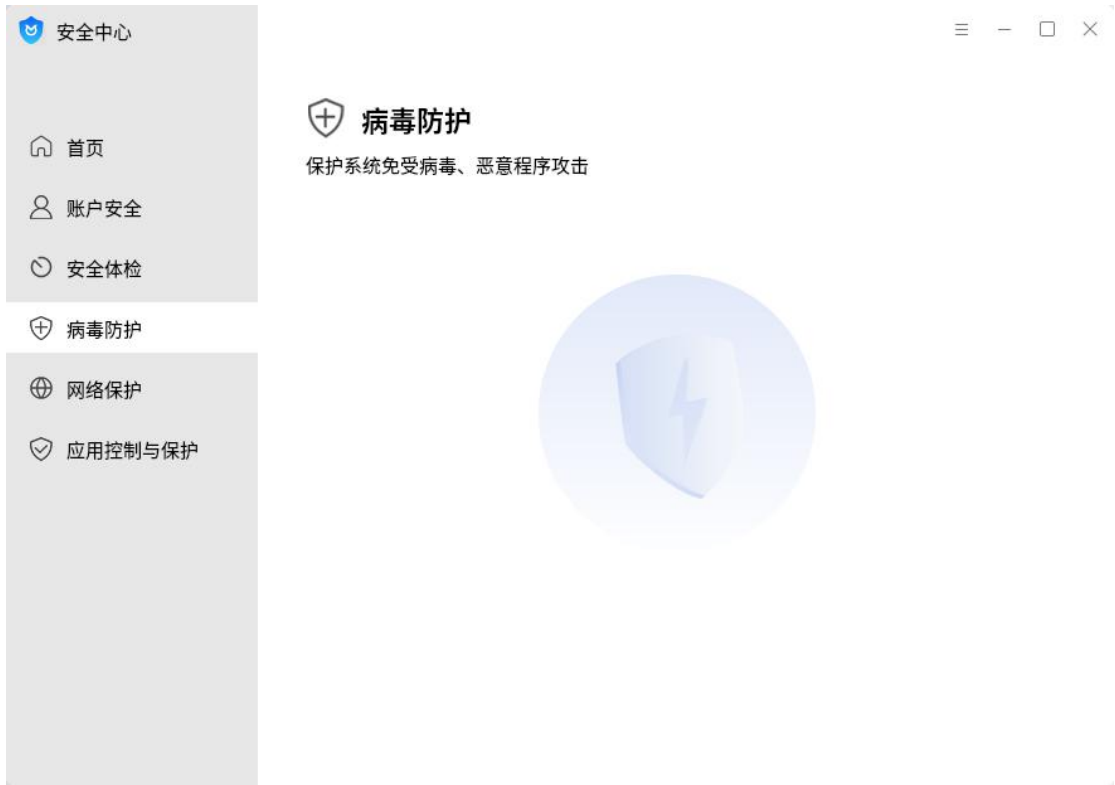 安全中心
首页
账户安全
安全体检
病毒防护
网络保护
应用控制与保护
病毒防护
保护系统免受病毒、恶意程序攻击